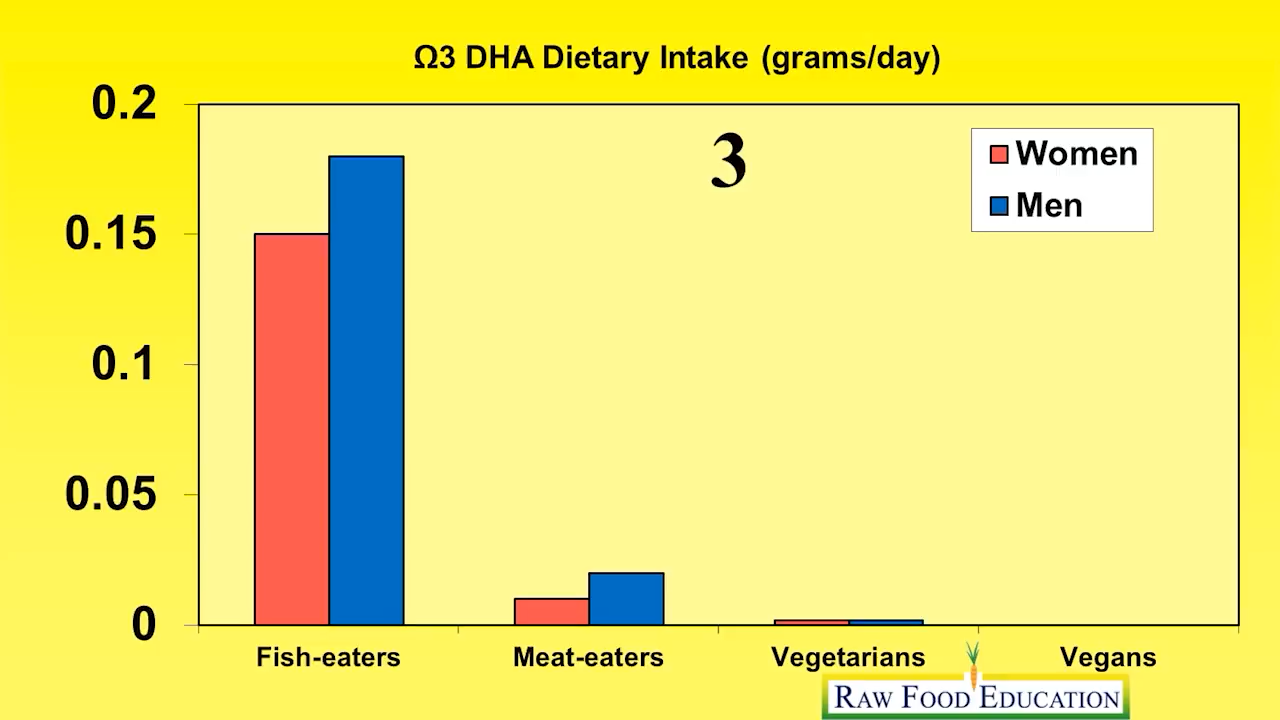 Ω3 DHA Dietary Intake (grams/day)
0.2
3
Women
Men
0.15
0.1
0.05
0
Fish-eaters Meat-eaters Vegetarians Vegans
RAW FOOD EDUCATION